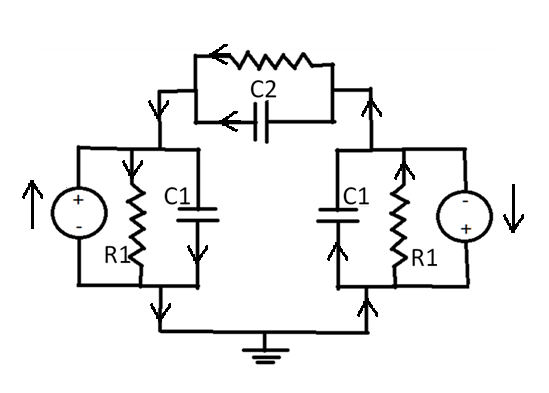 C2
+ C1 C1 -
- R1 R1 +